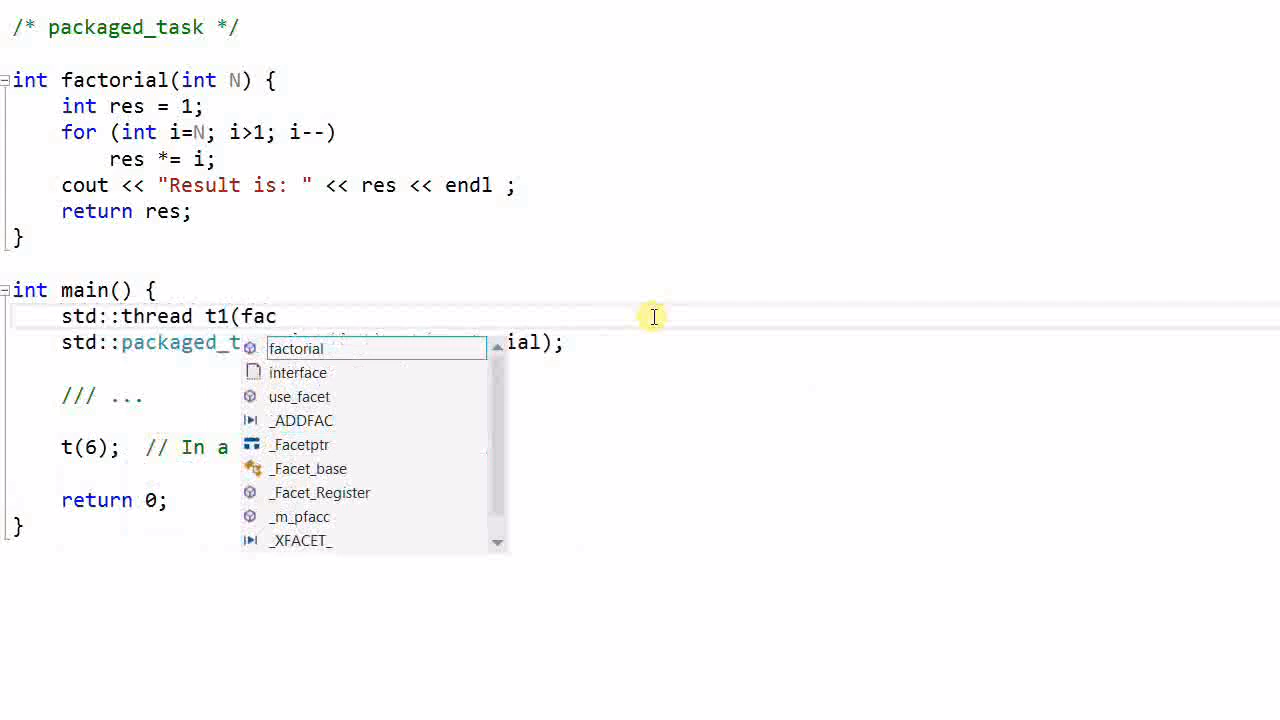 /* packaged_task */
int factorial(int N) {
int res = 1;
for (int i=N; i>1; i--)
res *= i;
cout << "Result is: " << res << endl ;
return res;
}
int main() {
std::thread t1(fac
std::packaged_t ial);
/// ...
t(6); // In a
return 0;
}
factorial
interface
use_facet
_ADDFAC
_Facetptr
_Facet_base
_Facet_Register
_m_pfacc
_XFACET_